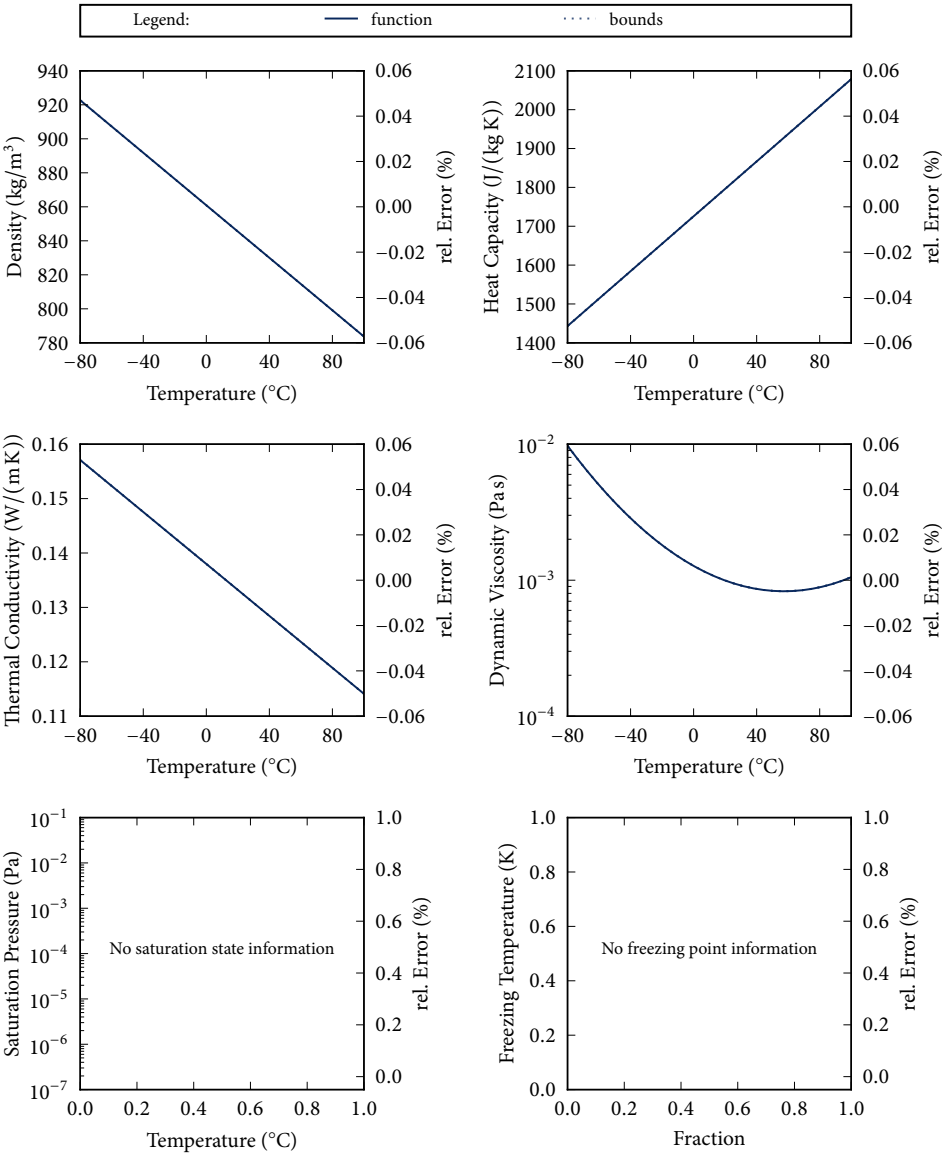 Legend: function bounds
940
920
900
880
860
840
820
800
780
Density (kg/m³)
0.06
0.04
0.02
0.00
−0.02
−0.04
−0.06
rel. Error (%)
−80 −40 0 40 80
Temperature (°C)
2100
2000
1900
1800
1700
1600
1500
1400
Heat Capacity (J/(kg K))
0.06
0.04
0.02
0.00
−0.02
−0.04
−0.06
rel. Error (%)
−80 −40 0 40 80
Temperature (°C)
0.16
0.15
0.14
0.13
0.12
0.11
Thermal Conductivity (W/(m K))
0.06
0.04
0.02
0.00
−0.02
−0.04
−0.06
rel. Error (%)
−80 −40 0 40 80
Temperature (°C)
10⁻²
10⁻³
10⁻⁴
Dynamic Viscosity (Pa s)
0.06
0.04
0.02
0.00
−0.02
−0.04
−0.06
rel. Error (%)
−80 −40 0 40 80
Temperature (°C)
10⁻¹
10⁻²
10⁻³
10⁻⁴
10⁻⁵
10⁻⁶
10⁻⁷
Saturation Pressure (Pa)
No saturation state information
1.0
0.8
0.6
0.4
0.2
0.0
rel. Error (%)
0.0 0.2 0.4 0.6 0.8 1.0
Temperature (°C)
1.0
0.8
0.6
0.4
0.2
0.0
Freezing Temperature (K)
No freezing point information
1.0
0.8
0.6
0.4
0.2
0.0
rel. Error (%)
0.0 0.2 0.4 0.6 0.8 1.0
Fraction